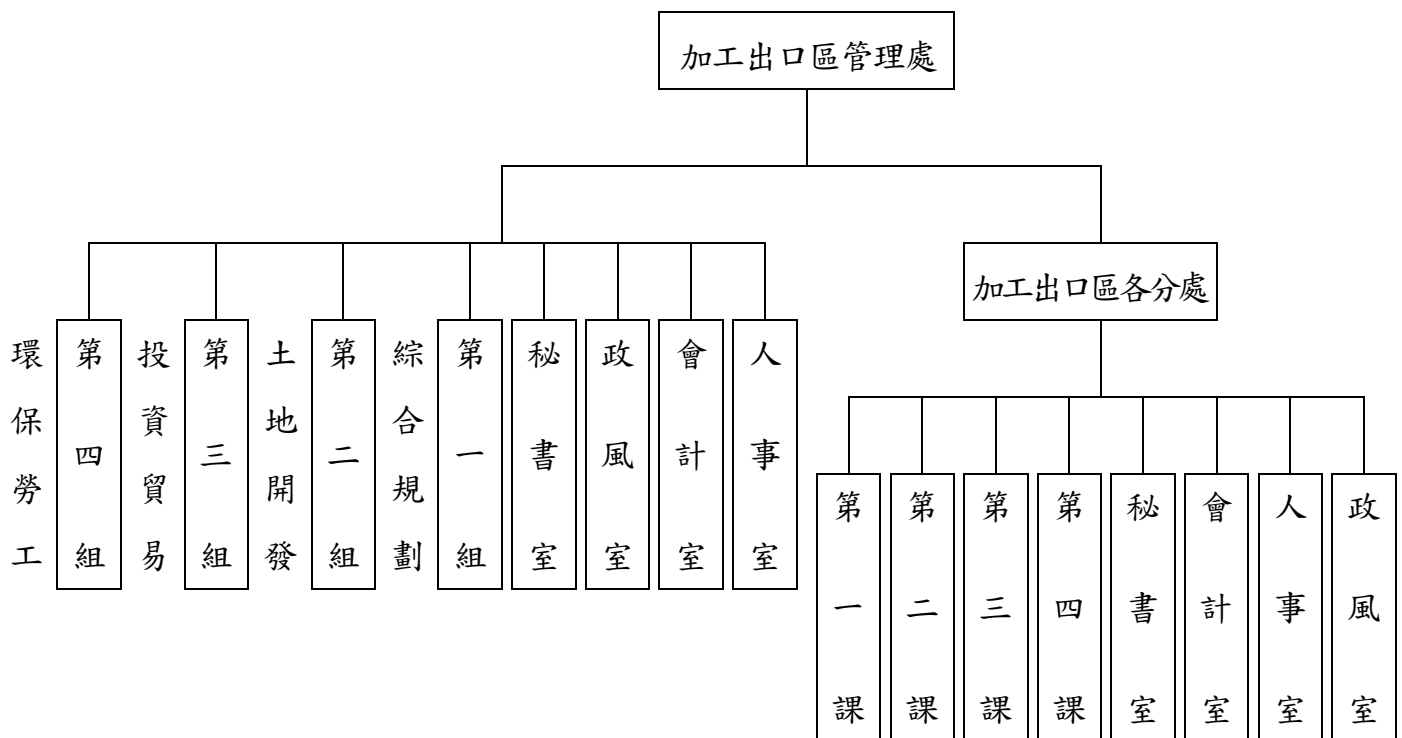 加工出口區管理處
加工出口區各分處
環保勞工
第四組
投資貿易
第三組
土地開發
第二組
綜合規劃
第一組
秘書室
政風室
會計室
人事室
第一課
第二課
第三課
第四課
秘書室
會計室
人事室
政風室